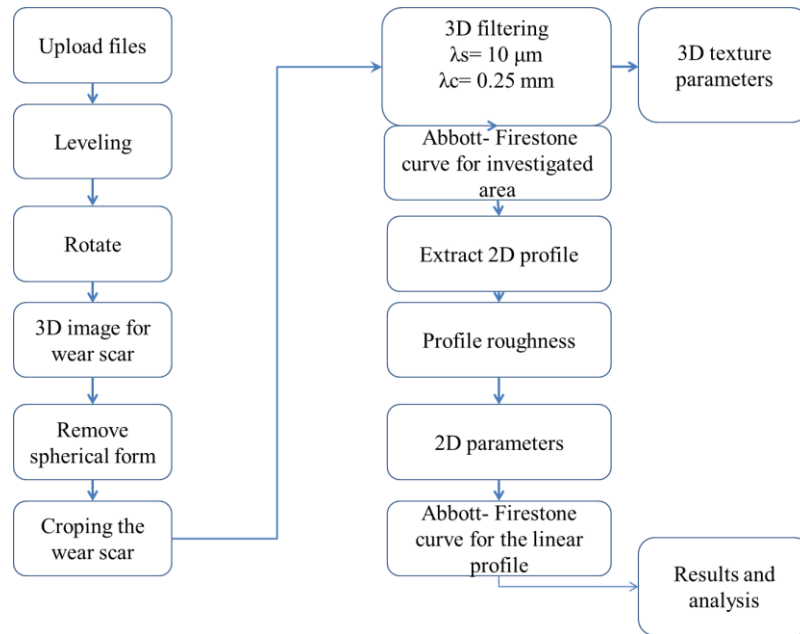 Upload files
Leveling
Rotate
3D image for
wear scar
Remove
spherical form
Croping the
wear scar
3D filtering
λs= 10 μm
λc= 0.25 mm
3D texture
parameters
Abbott- Firestone
curve for investigated
area
Extract 2D profile
Profile roughness
2D parameters
Abbott- Firestone
curve for the linear
profile
Results and
analysis